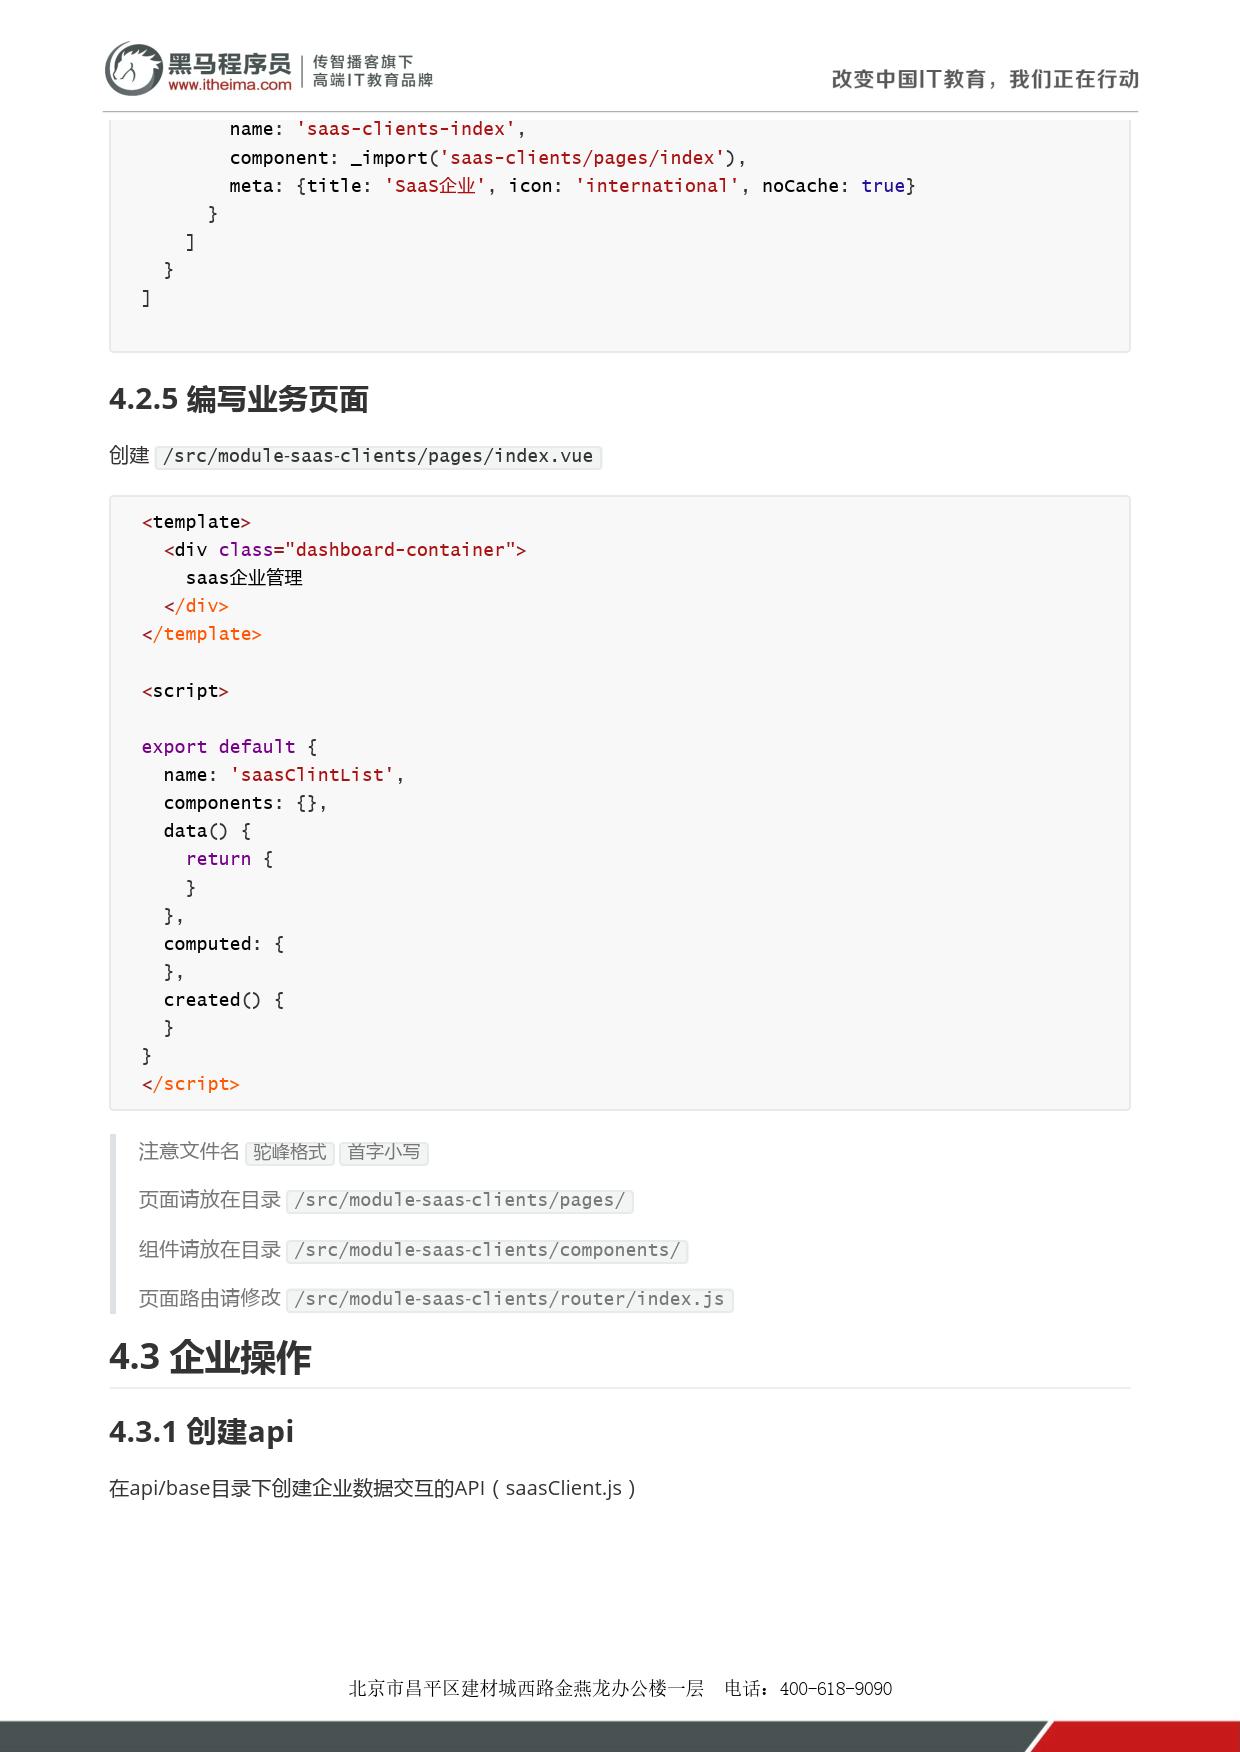 黑马程序员
www.itheima.com
传智播客旗下
高端IT教育品牌
改变中国IT教育，我们正在行动
        name: 'saas-clients-index',
        component: _import('saas-clients/pages/index'),
        meta: {title: 'SaaS企业', icon: 'international', noCache: true}
      }
    ]
  }
]
4.2.5 编写业务页面
创建 /src/module-saas-clients/pages/index.vue
<template>
  <div class="dashboard-container">
    saas企业管理
  </div>
</template>
<script>
export default {
  name: 'saasClintList',
  components: {},
  data() {
    return {
    }
  },
  computed: {
  },
  created() {
  }
}
</script>
注意文件名 驼峰格式 首字小写
页面请放在目录 /src/module-saas-clients/pages/
组件请放在目录 /src/module-saas-clients/components/
页面路由请修改 /src/module-saas-clients/router/index.js
4.3 企业操作
4.3.1 创建api
在api/base目录下创建企业数据交互的API（saasClient.js）
北京市昌平区建材城西路金燕龙办公楼一层 电话：400-618-9090